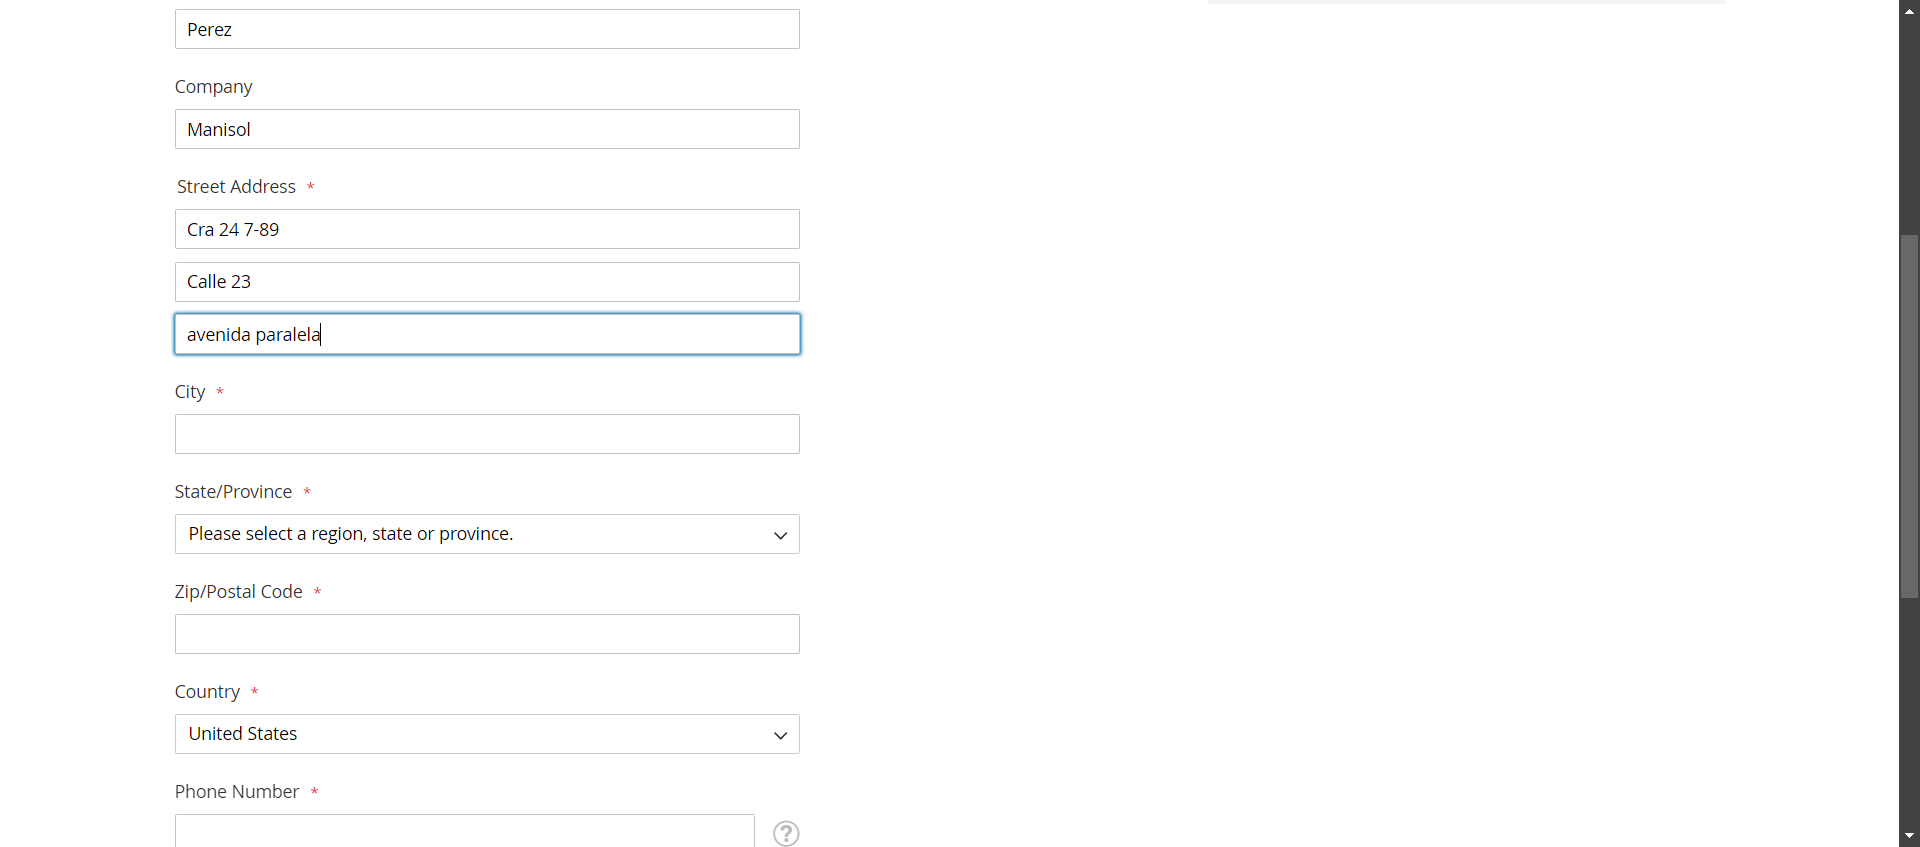 Perez
Company
Manisol
Street Address *
Cra 24 7-89
Calle 23
avenida paralela
City *
State/Province *
Please select a region, state or province.
Zip/Postal Code *
Country *
United States
Phone Number *
?